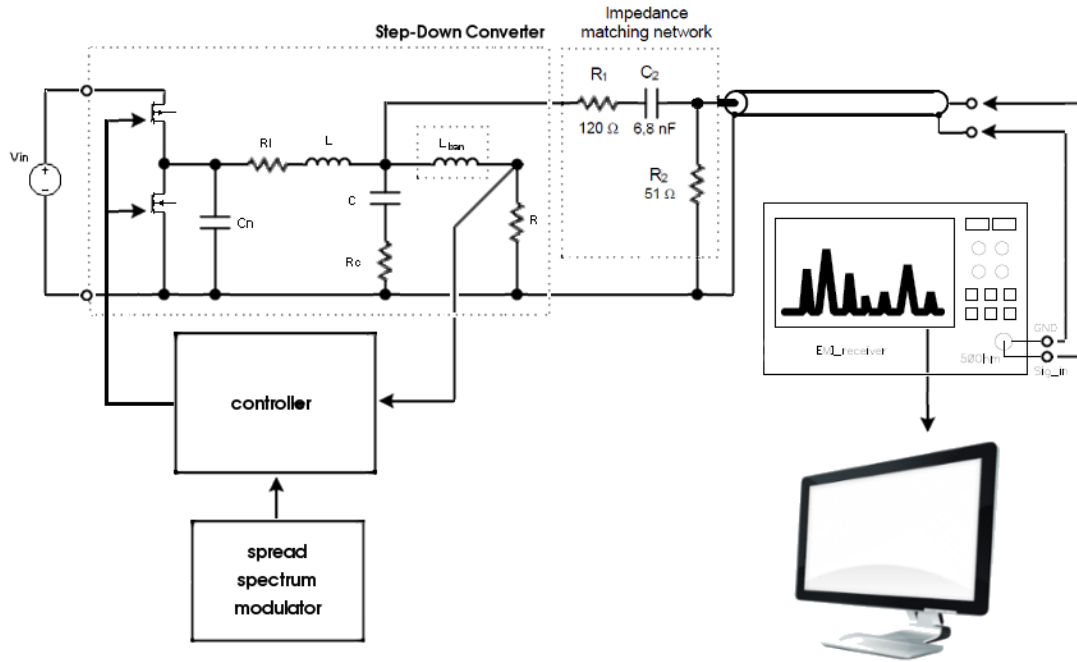 Impedance
matching network
Step-Down Converter
R1
C2
120 Ω
6,8 nF
Vin
Rl
L
Lban
R2
51 Ω
C
Cn
R
Rc
GND
EMI_receiver
50Ohm
Sig_in
controller
spread
spectrum
modulator